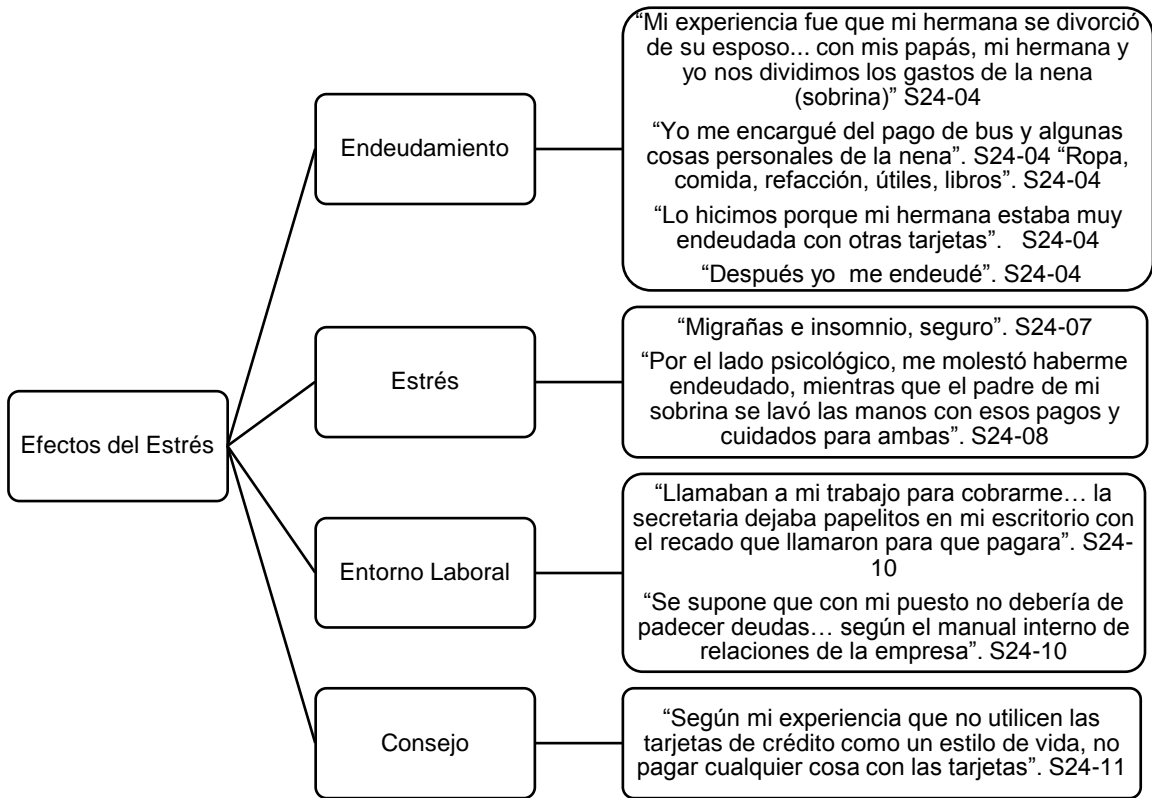 “Mi experiencia fue que mi hermana se divorció
de su esposo... con mis papás, mi hermana y
yo nos dividimos los gastos de la nena
(sobrina)” S24-04
“Yo me encargué del pago de bus y algunas
cosas personales de la nena”. S24-04 “Ropa,
comida, refacción, útiles, libros”. S24-04
“Lo hicimos porque mi hermana estaba muy
endeudada con otras tarjetas”. S24-04
“Después yo me endeudé”. S24-04
Endeudamiento
“Migrañas e insomnio, seguro”. S24-07
“Por el lado psicológico, me molestó haberme
endeudado, mientras que el padre de mi
sobrina se lavó las manos con esos pagos y
cuidados para ambas”. S24-08
Estrés
Efectos del Estrés
“Llamaban a mi trabajo para cobrarme… la
secretaria dejaba papelitos en mi escritorio con
el recado que llamaron para que pagara”. S24-
10
“Se supone que con mi puesto no debería de
padecer deudas… según el manual interno de
relaciones de la empresa”. S24-10
Entorno Laboral
“Según mi experiencia que no utilicen las
tarjetas de crédito como un estilo de vida, no
pagar cualquier cosa con las tarjetas”. S24-11
Consejo